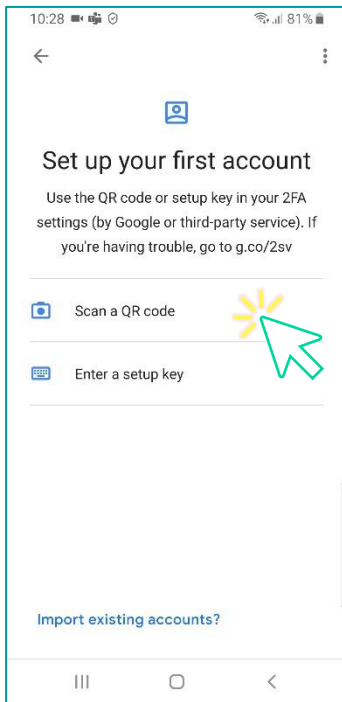 10:28 81%
Set up your first account
Use the QR code or setup key in your 2FA
settings (by Google or third-party service). If
you're having trouble, go to g.co/2sv
Scan a QR code
Enter a setup key
Import existing accounts?